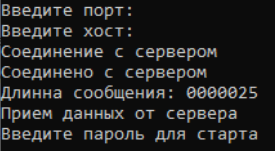 Введите порт:
Введите хост:
Соединение с сервером
Соединено с сервером
Длинна сообщения: 0000025
Прием данных от сервера
Введите пароль для старта